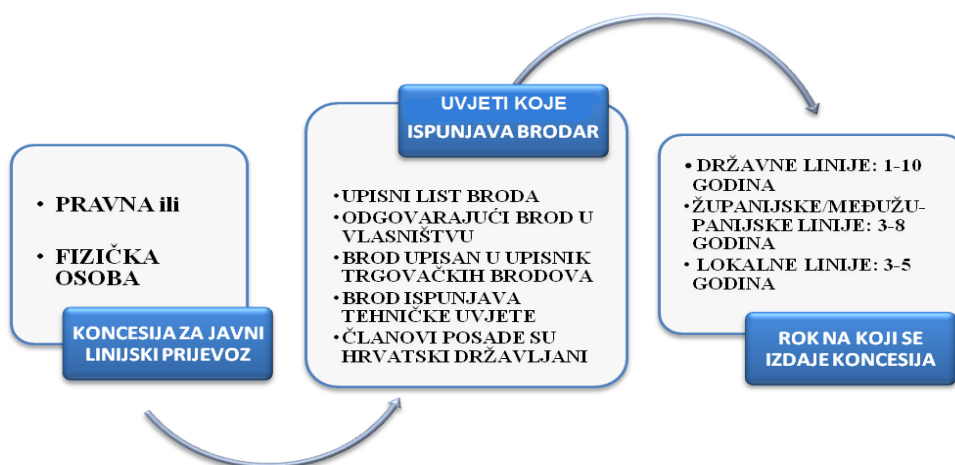 • PRAVNA ili
• FIZIČKA
OSOBA
KONCESIJA ZA JAVNI
LINIJSKI PRIJEVOZ
UVJETI KOJE
ISPUNJAVA BRODAR
•UPISNI LIST BRODA
•ODGOVARAJUĆI BROD U
VLASNIŠTVU
•BROD UPISAN U UPISNIK
TRGOVAČKIH BRODOVA
•BROD ISPUNJAVA
TEHNIČKE UVJETE
•ČLANOVI POSADE SU
HRVATSKI DRŽAVLJANI
• DRŽAVNE LINIJE: 1-10
GODINA
• ŽUPANIJSKE/MEĐUŽU-
PANIJSKE LINIJE: 3-8
GODINA
• LOKALNE LINIJE: 3-5
GODINA
ROK NA KOJI SE
IZDAJE KONCESIJA